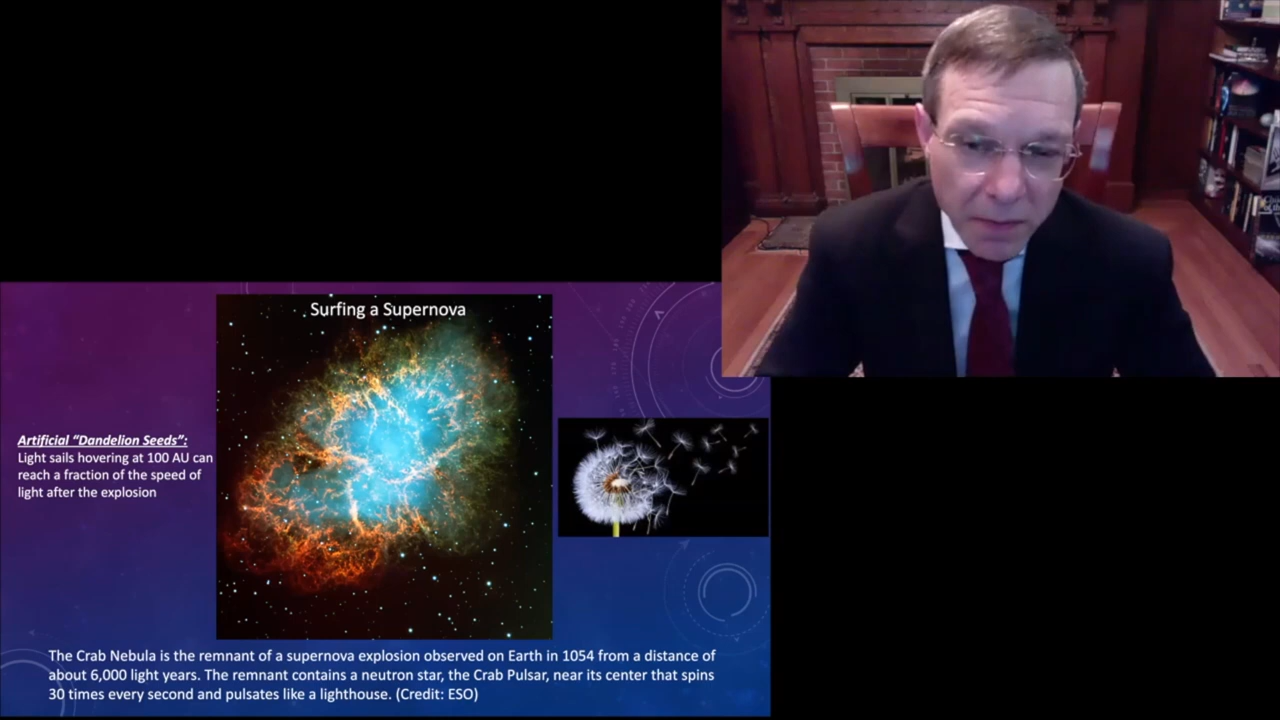 Surfing a Supernova
Artificial “Dandelion Seeds”:
Light sails hovering at 100 AU can
reach a fraction of the speed of
light after the explosion
The Crab Nebula is the remnant of a supernova explosion observed on Earth in 1054 from a distance of
about 6,000 light years. The remnant contains a neutron star, the Crab Pulsar, near its center that spins
30 times every second and pulsates like a lighthouse. (Credit: ESO)